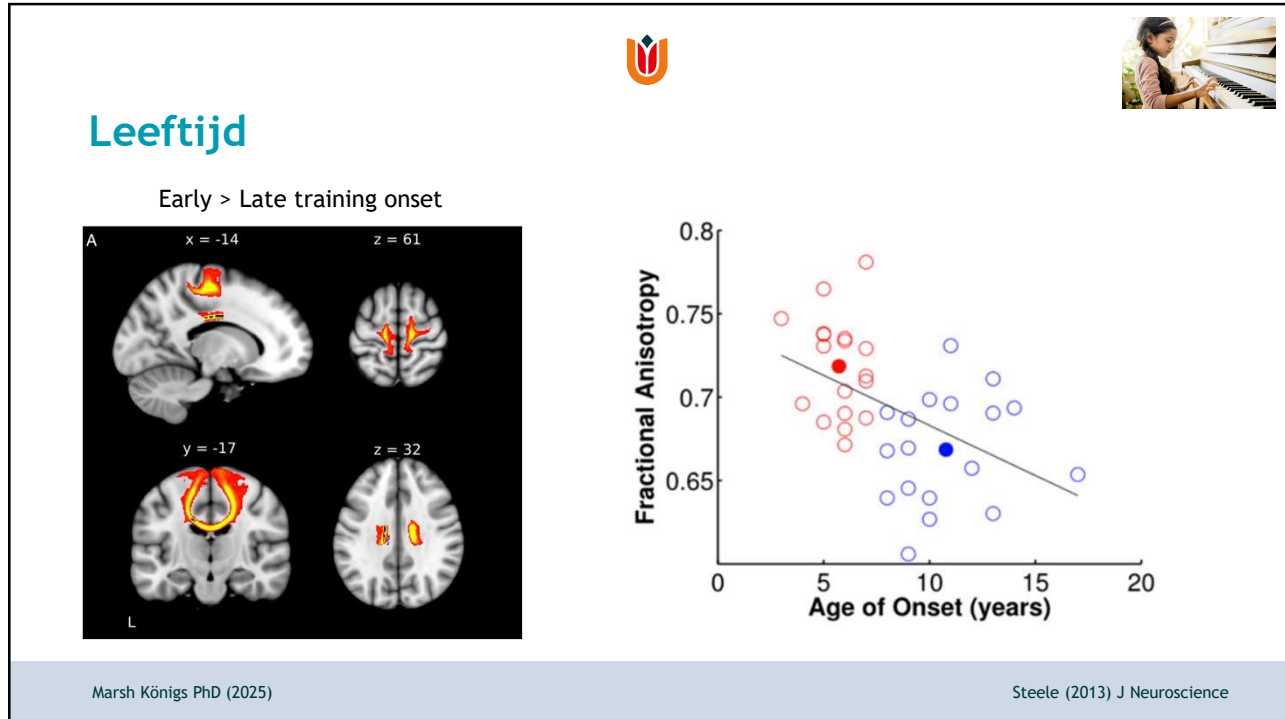 Leeftijd
Early > Late training onset
A
x = -14
z = 61
y = -17
z = 32
L
0.8
0.75
0.7
0.65
Fractional Anisotropy
0 5 10 15 20
Age of Onset (years)
Marsh Königs PhD (2025)
Steele (2013) J Neuroscience